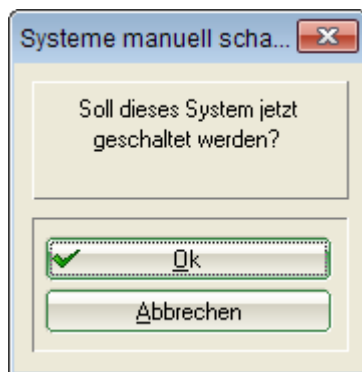 Systeme manuell scha...
Soll dieses System jetzt
geschaltet werden?
Ok
Abbrechen